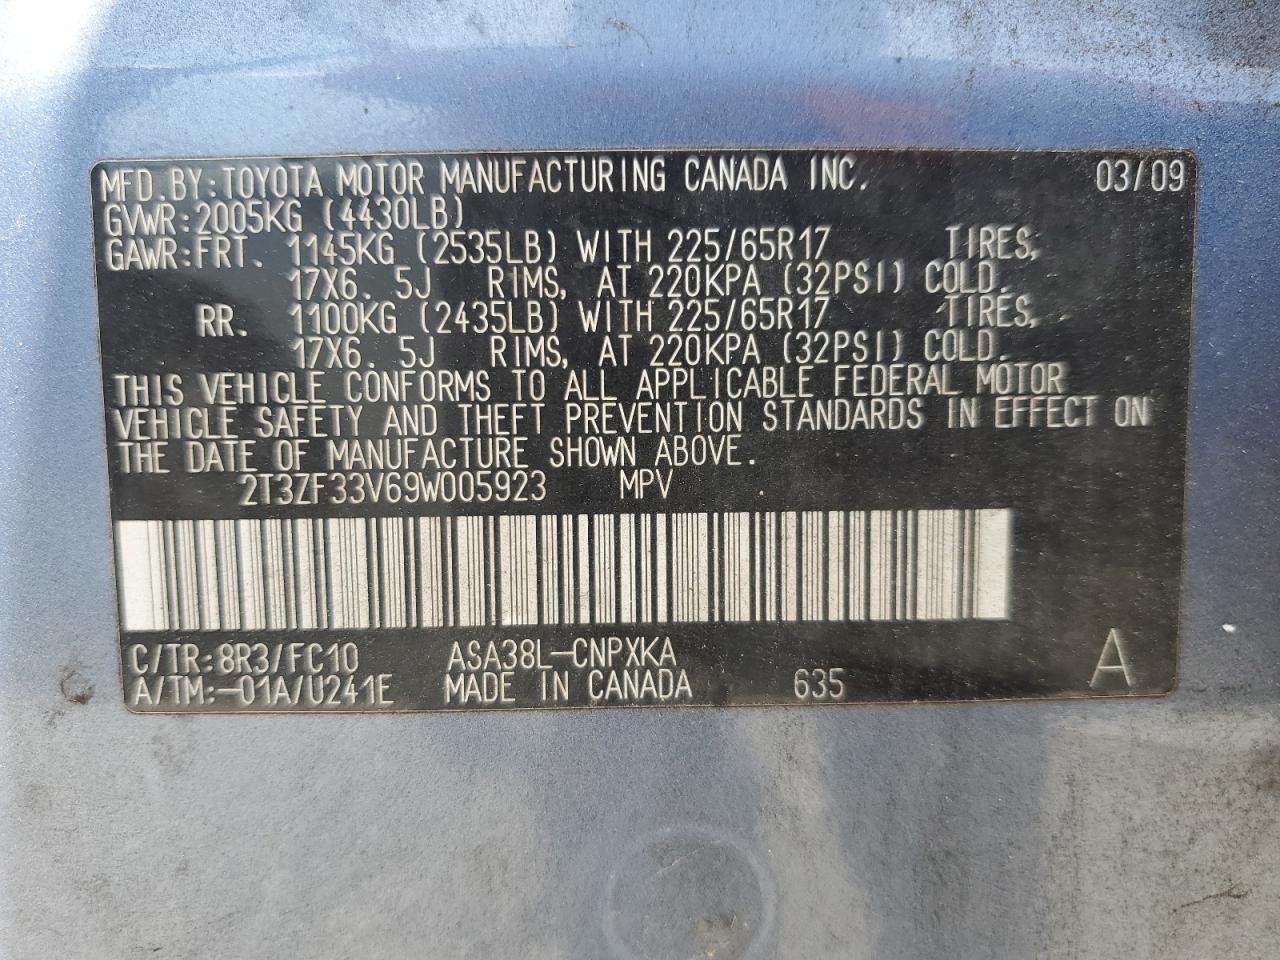 MFD.BY:TOYOTA MOTOR MANUFACTURING CANADA INC. 03/09
GVWR:2005KG (4430LB)
GAWR:FRT. 1145KG (2535LB) WITH 225/65R17 TIRES,
17X6. 5J RIMS, AT 220KPA (32PSI) COLD.
RR. 1100KG (2435LB) WITH 225/65R17 TIRES,
17X6. 5J RIMS, AT 220KPA (32PSI) COLD.
THIS VEHICLE CONFORMS TO ALL APPLICABLE FEDERAL MOTOR
VEHICLE SAFETY AND THEFT PREVENTION STANDARDS IN EFFECT ON
THE DATE OF MANUFACTURE SHOWN ABOVE.
2T3ZF33V69W005923 MPV
C/TR:8R3/FC10 ASA38L-CNPXKA A
A/TM:-01A/U241E MADE IN CANADA 635